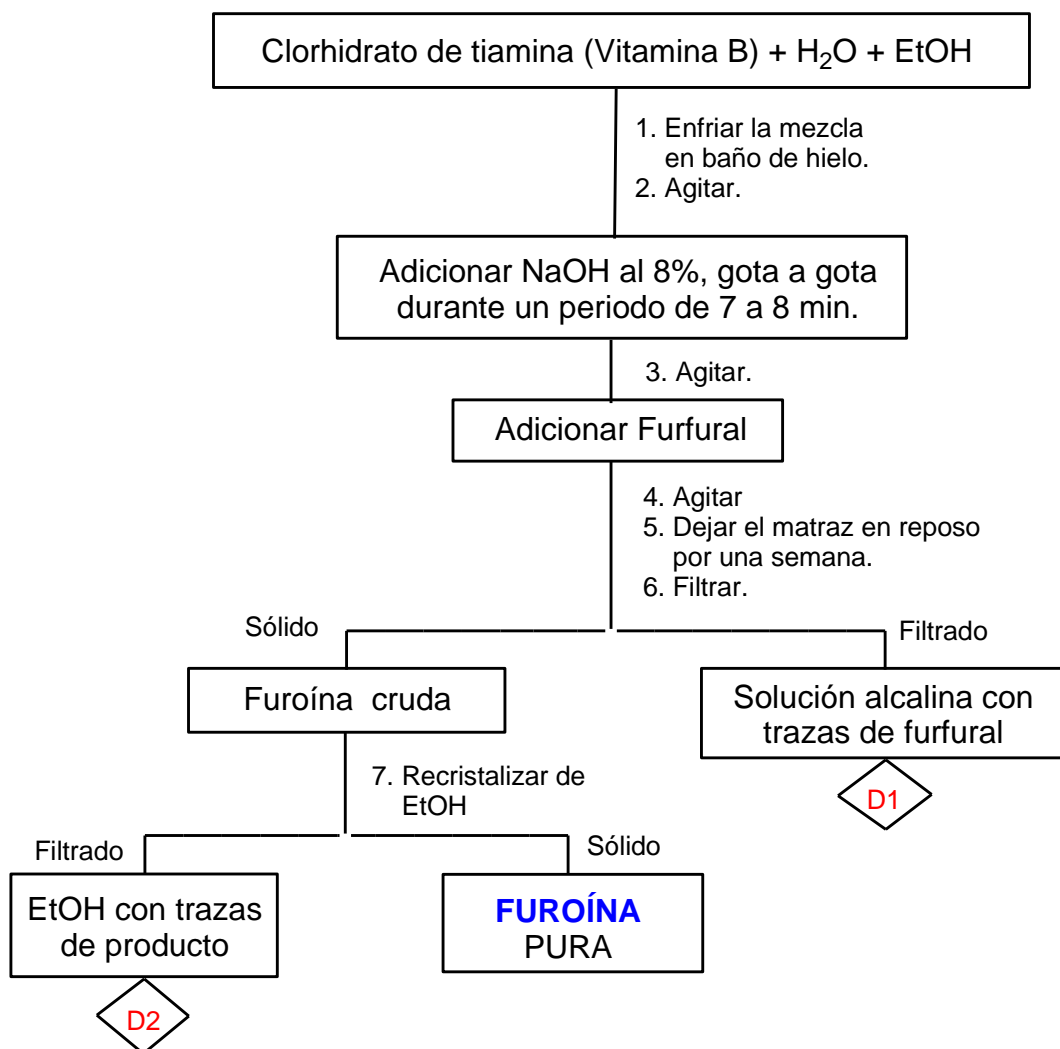 Clorhidrato de tiamina (Vitamina B) + H₂O + EtOH
1. Enfriar la mezcla
en baño de hielo.
2. Agitar.
Adicionar NaOH al 8%, gota a gota
durante un periodo de 7 a 8 min.
3. Agitar.
Adicionar Furfural
4. Agitar
5. Dejar el matraz en reposo
por una semana.
6. Filtrar.
Sólido
Filtrado
Furoína cruda
Solución alcalina con
trazas de furfural
D1
7. Recristalizar de
EtOH
Filtrado
Sólido
EtOH con trazas
de producto
D2
FUROÍNA
PURA